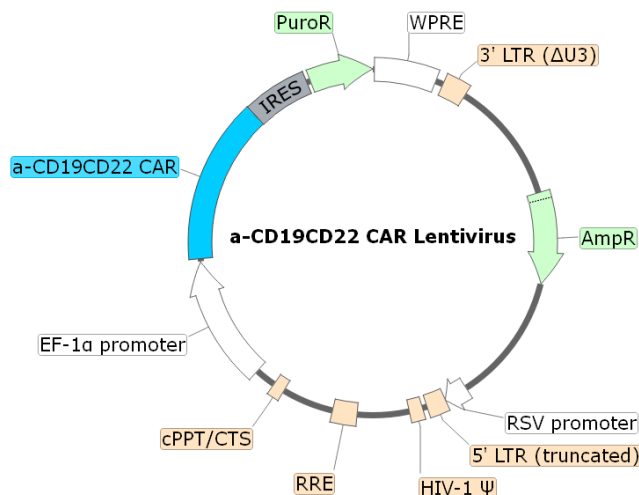 PuroR
WPRE
3' LTR (ΔU3)
IRES
a-CD19CD22 CAR
a-CD19CD22 CAR Lentivirus
AmpR
EF-1α promoter
RSV promoter
cPPT/CTS
5' LTR (truncated)
RRE
HIV-1 Ψ